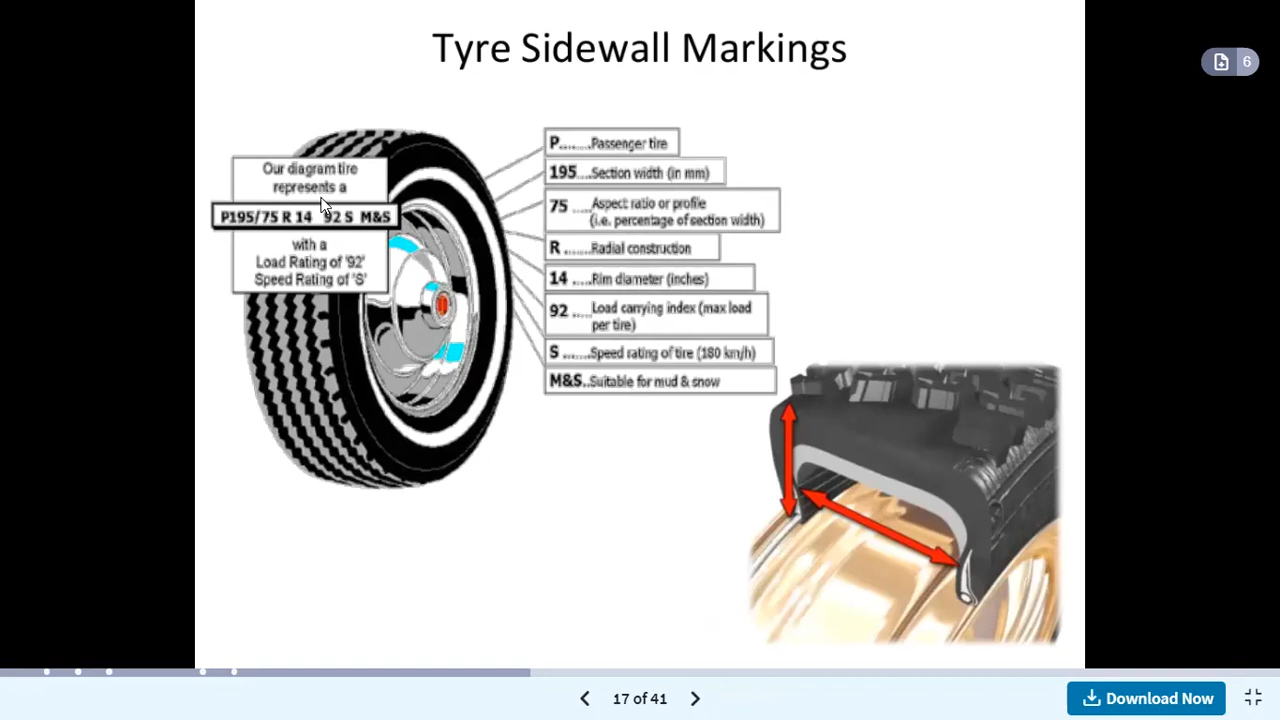 Tyre Sidewall Markings
6
Our diagram tire
represents a
P195/75 R 14 92 S M&S
with a
Load Rating of '92'
Speed Rating of 'S'
P........Passenger tire
195....Section width (in mm)
75 .....Aspect ratio or profile
(i.e. percentage of section width)
R .......Radial construction
14 .....Rim diameter (inches)
92 .....Load carrying index (max load
per tire)
S .......Speed rating of tire (180 km/h)
M&S..Suitable for mud & snow
17 of 41
Download Now